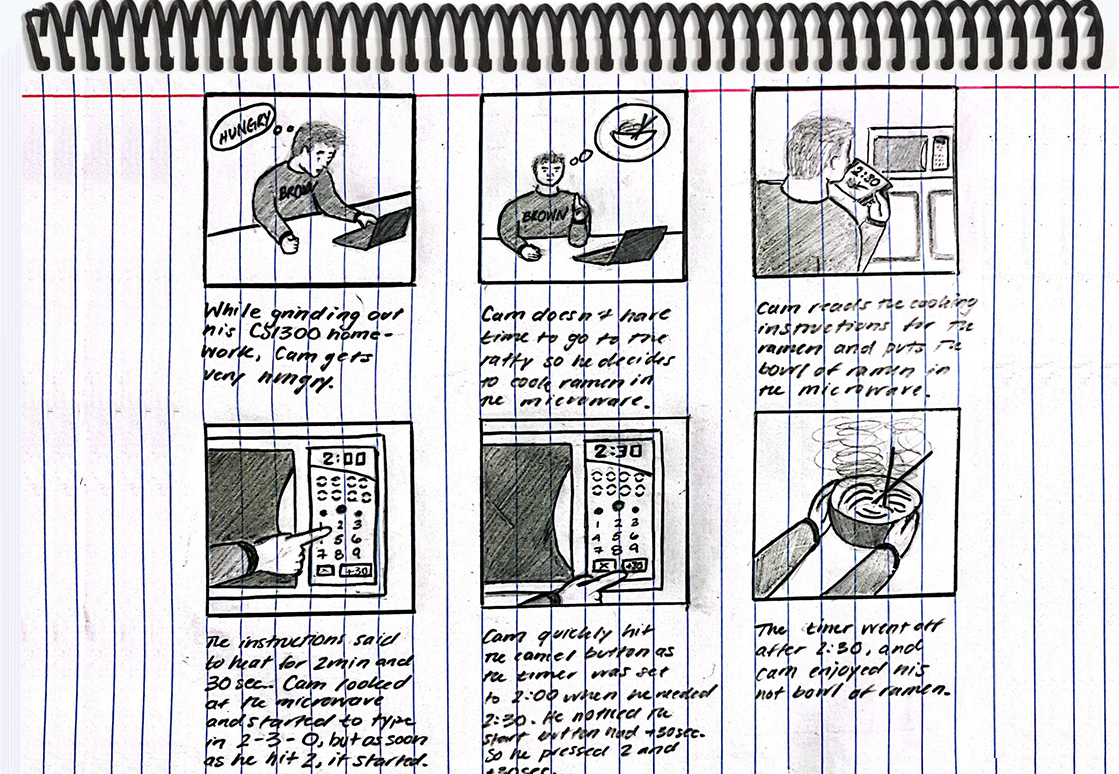 HUNGRY
BROWN
While grinding out
his CS1300 home-
work, Cam gets
very hungry.
BROWN
Cam doesn't have
time to go to the
ratty so he decides
to cook ramen in
the microwave.
2:30
Cam reads the cooking
instructions for the
ramen and puts the
bowl of ramen in
the microwave.
2:00
1 2 3
4 5 6
7 8 9
X +30
The instructions said
to heat for 2min and
30 sec. Cam looked
at the microwave
and started to type
in 2-3-0, but as soon
as he hit 2, it started.
2:30
1 2 3
4 5 6
7 8 9
X +30
Cam quickly hit
the cancel button as
the timer was set
to 2:00 when he needed
2:30. He noticed the
start button had +30sec.
So he pressed 2 and
+30sec.
The timer went off
after 2:30, and
Cam enjoyed his
hot bowl of ramen.